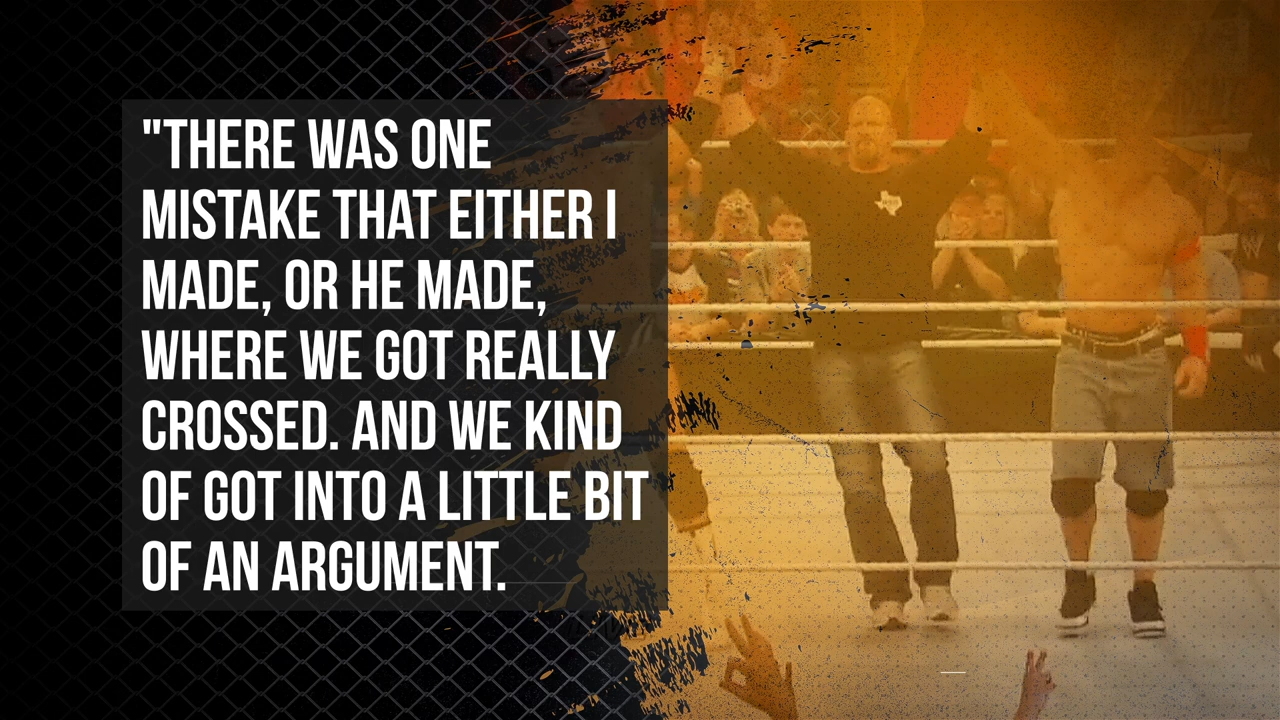 "THERE WAS ONE
MISTAKE THAT EITHER I
MADE, OR HE MADE,
WHERE WE GOT REALLY
CROSSED. AND WE KIND
OF GOT INTO A LITTLE BIT
OF AN ARGUMENT.